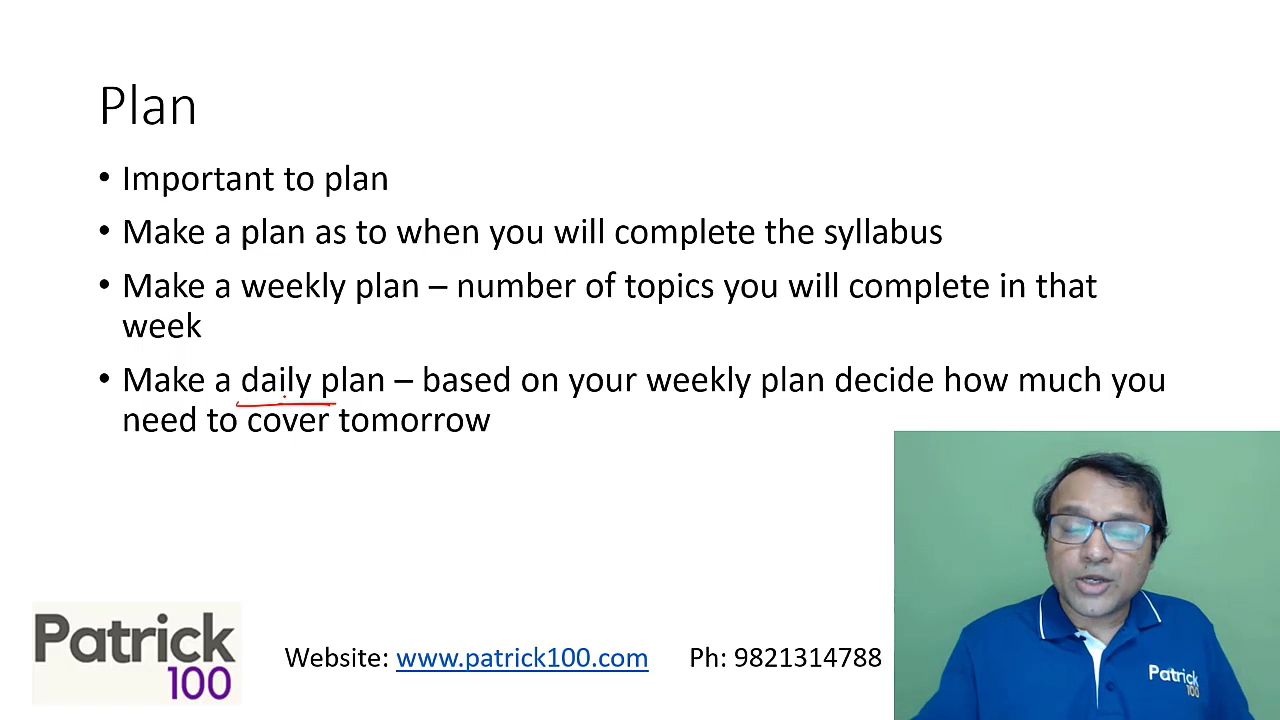 Plan
• Important to plan
• Make a plan as to when you will complete the syllabus
• Make a weekly plan – number of topics you will complete in that
week
• Make a daily plan – based on your weekly plan decide how much you
need to cover tomorrow
Patrick
100
Website: www.patrick100.com Ph: 9821314788
Patrick
100